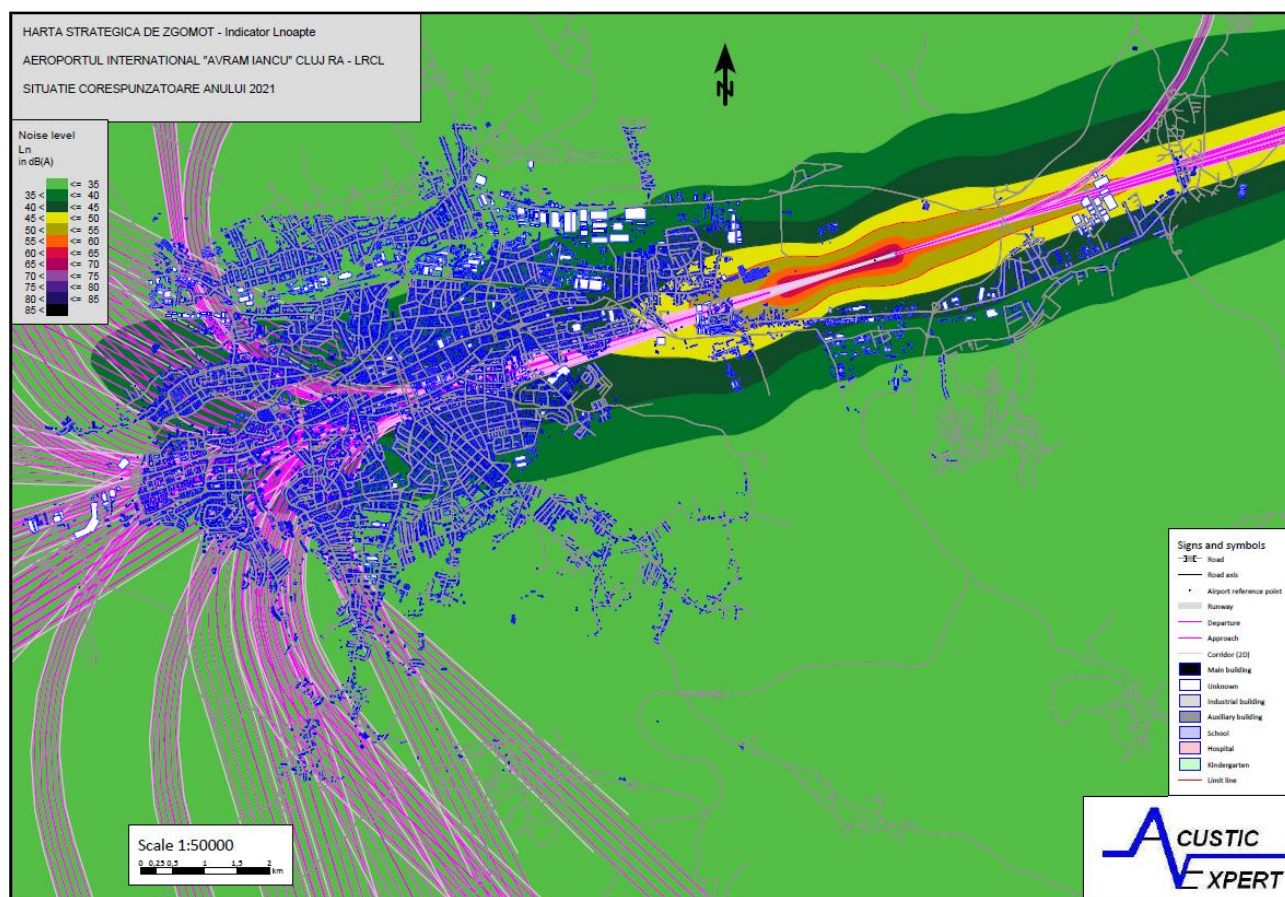 HARTA STRATEGICA DE ZGOMOT - Indicator Lnoapte
AEROPORTUL INTERNATIONAL "AVRAM IANCU" CLUJ RA - LRCL
SITUATIE CORESPUNZATOARE ANULUI 2021
N
Noise level
Ln
in dB(A)
<= 35
35 < <= 40
40 < <= 45
45 < <= 50
50 < <= 55
55 < <= 60
60 < <= 65
65 < <= 70
70 < <= 75
75 < <= 80
80 < <= 85
85 <
Signs and symbols
Road
Road axis
Airport reference point
Runway
Departure
Approach
Corridor (2D)
Main building
Unknown
Industrial building
Auxiliary building
School
Hospital
Kindergarten
Limit line
Scale 1:50000
0 0,25 0,5 1 1,5 2
km
ACUSTIC
EXPERT